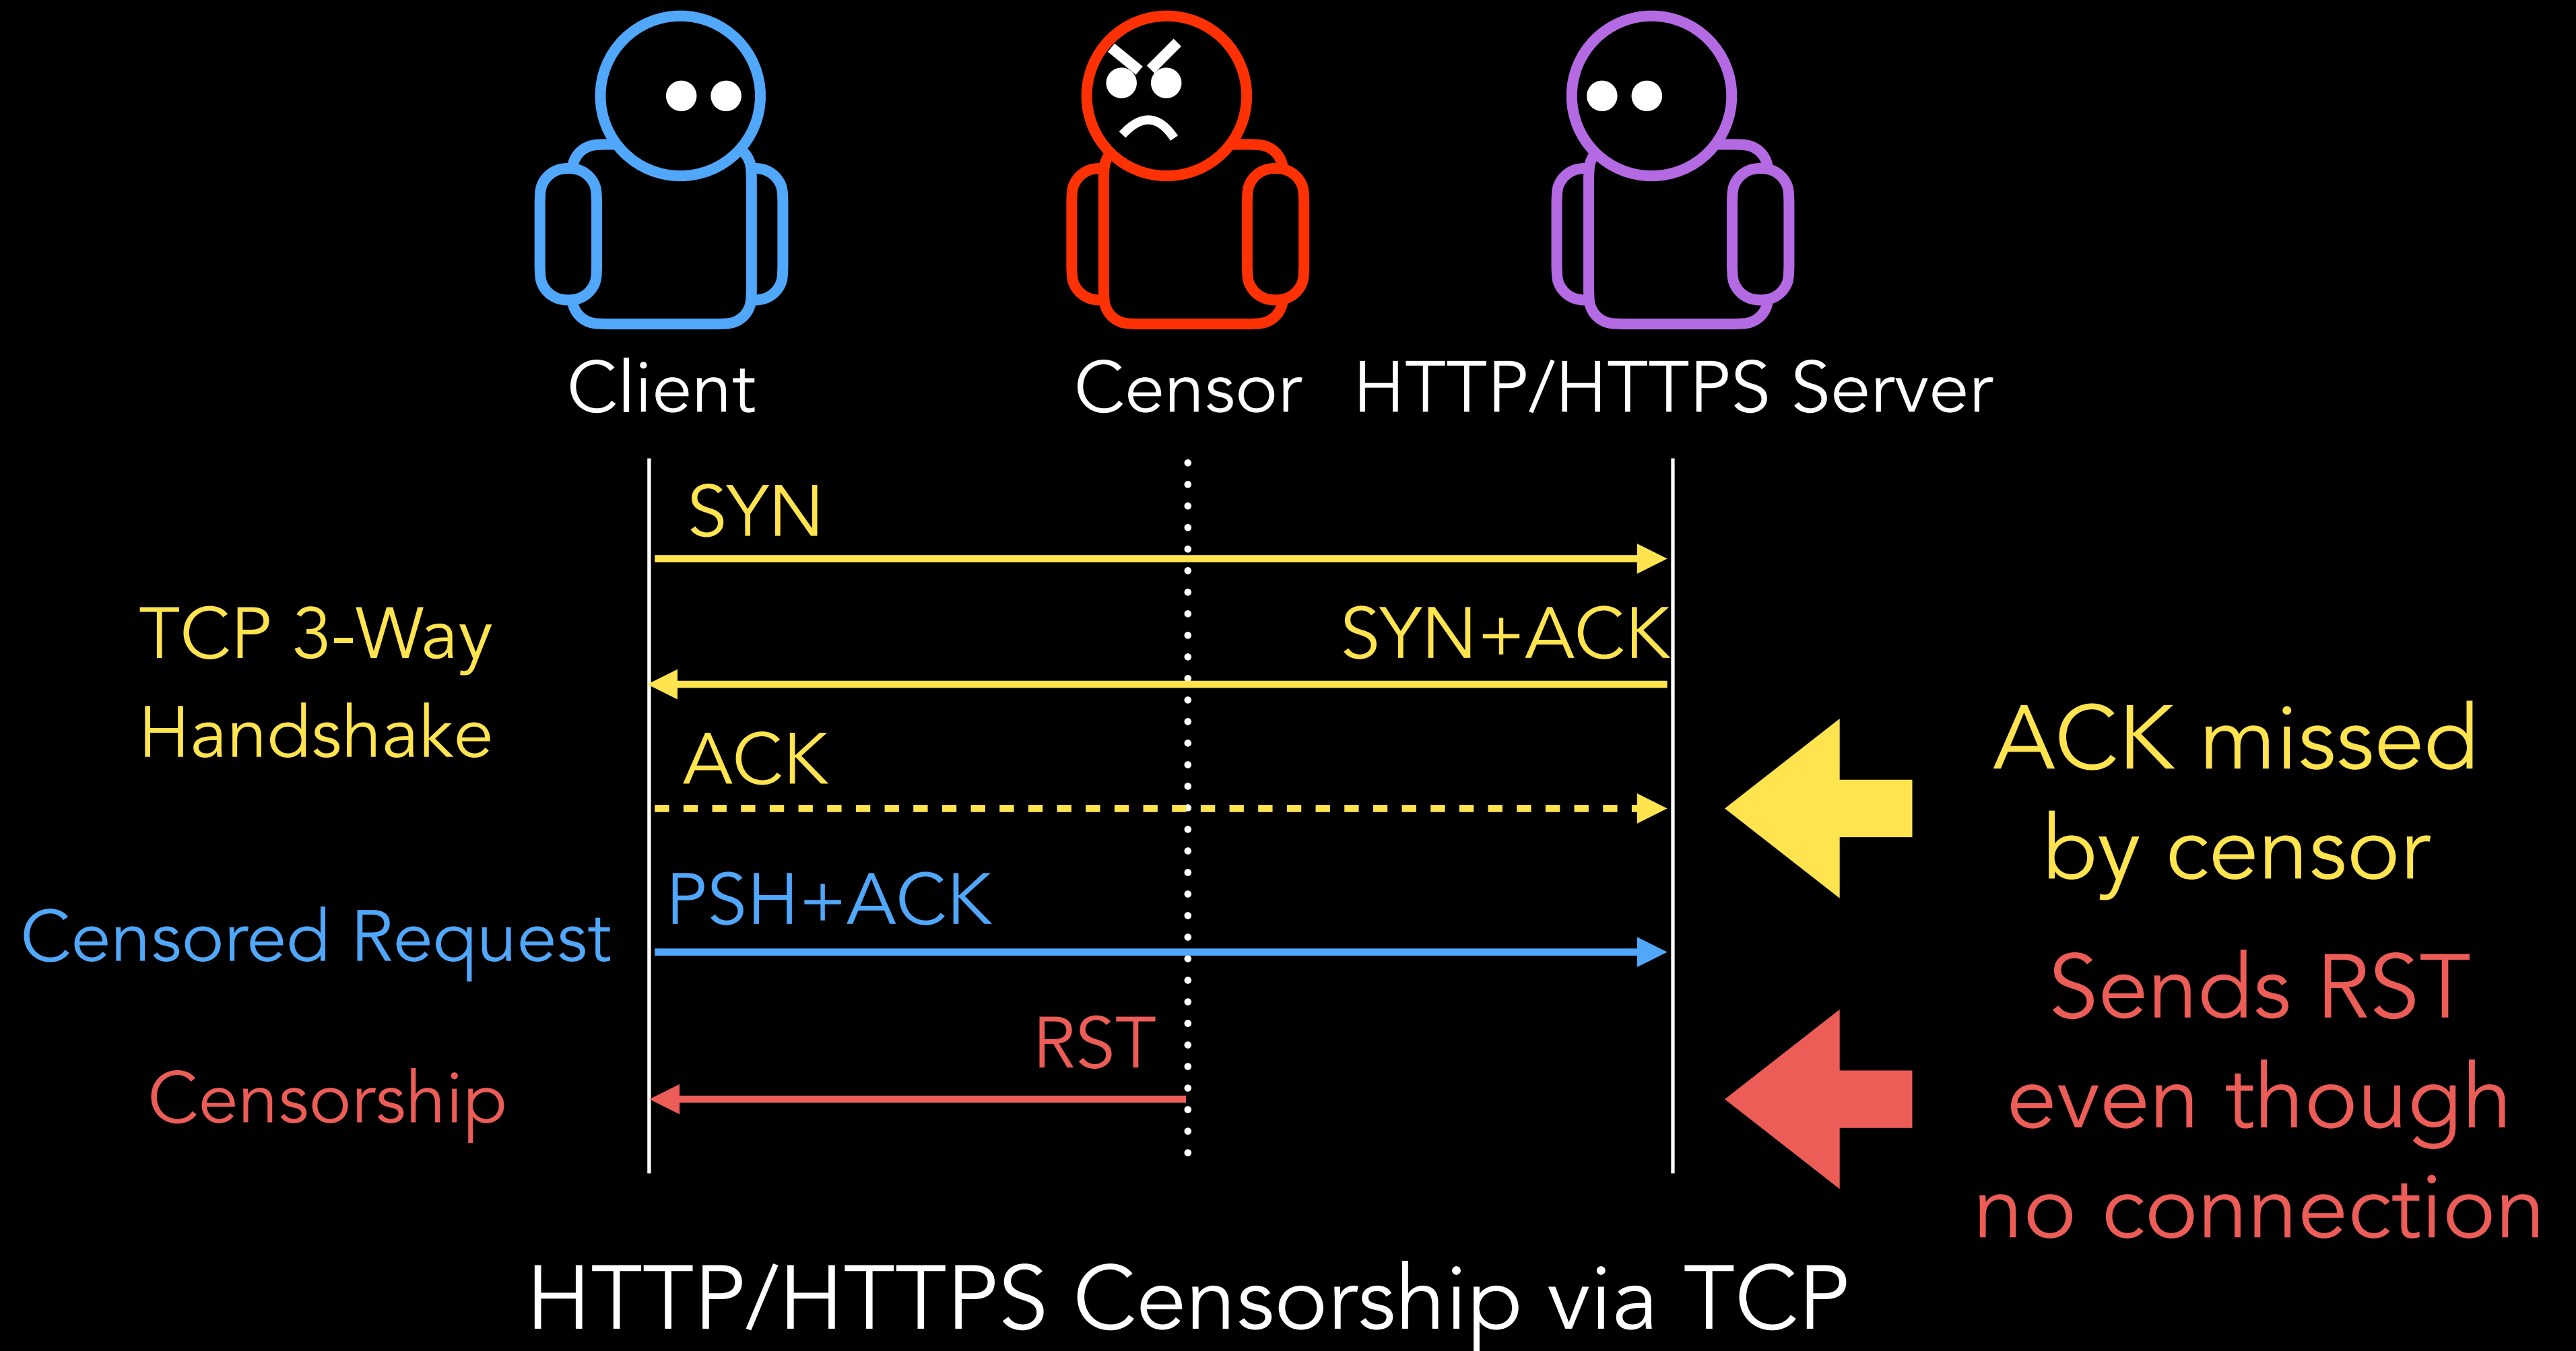 Client
Censor
HTTP/HTTPS Server
SYN
SYN+ACK
TCP 3-Way
Handshake
ACK
ACK missed
by censor
PSH+ACK
Censored Request
Sends RST
even though
no connection
RST
Censorship
HTTP/HTTPS Censorship via TCP